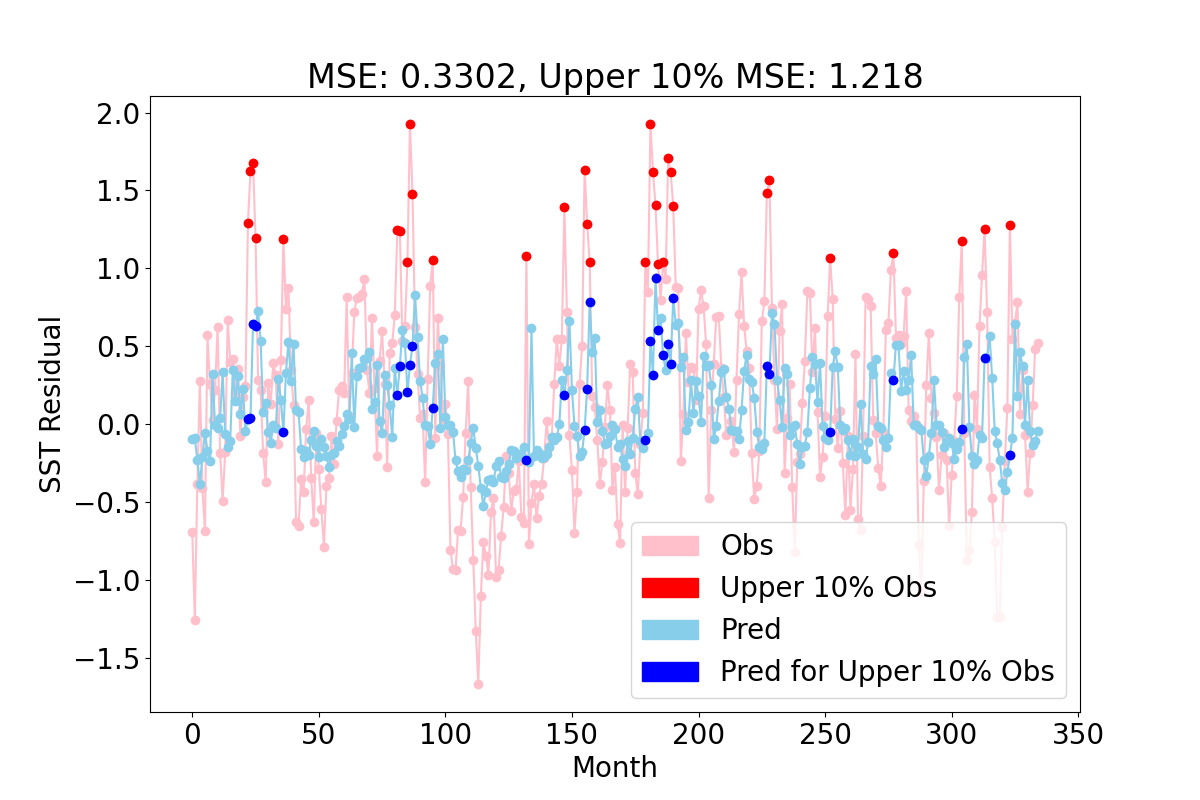 MSE: 0.3302, Upper 10% MSE: 1.218
SST Residual
2.0
1.5
1.0
0.5
0.0
−0.5
−1.0
−1.5
Obs
Upper 10% Obs
Pred
Pred for Upper 10% Obs
0 50 100 150 200 250 300 350
Month